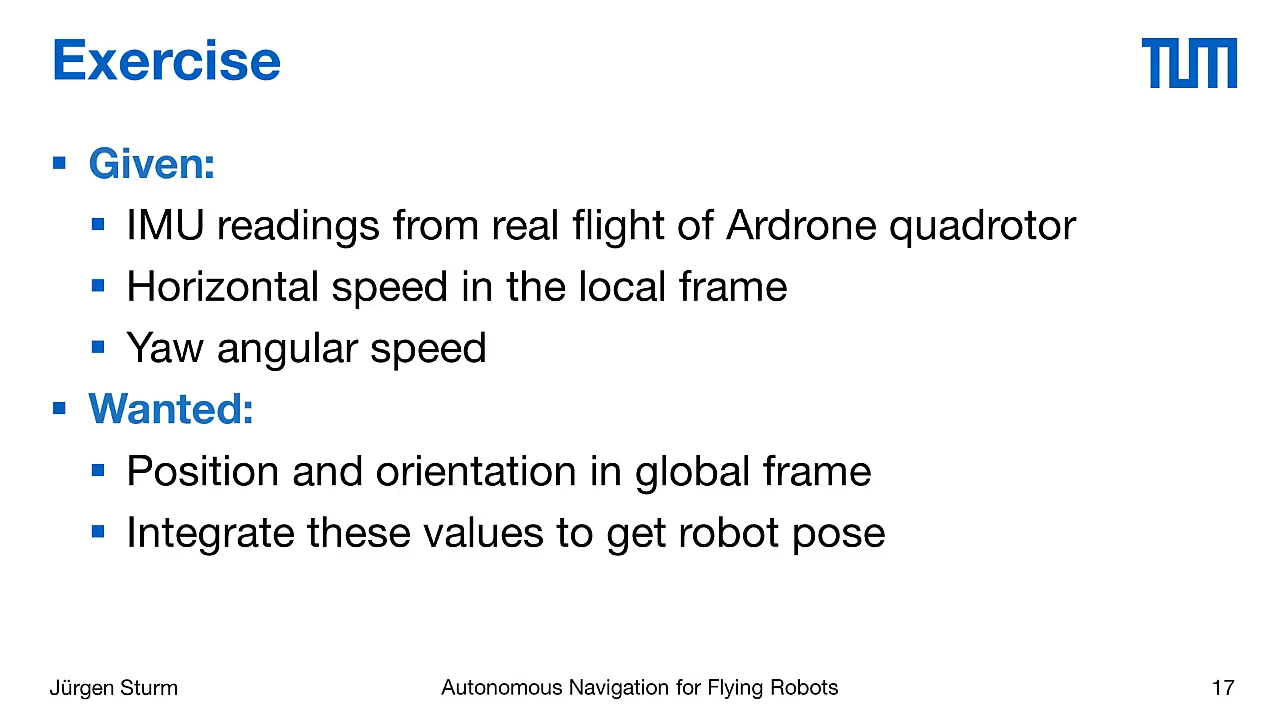 Exercise
TUM
▪ Given:
▪ IMU readings from real flight of Ardrone quadrotor
▪ Horizontal speed in the local frame
▪ Yaw angular speed
▪ Wanted:
▪ Position and orientation in global frame
▪ Integrate these values to get robot pose
Jürgen Sturm
Autonomous Navigation for Flying Robots
17